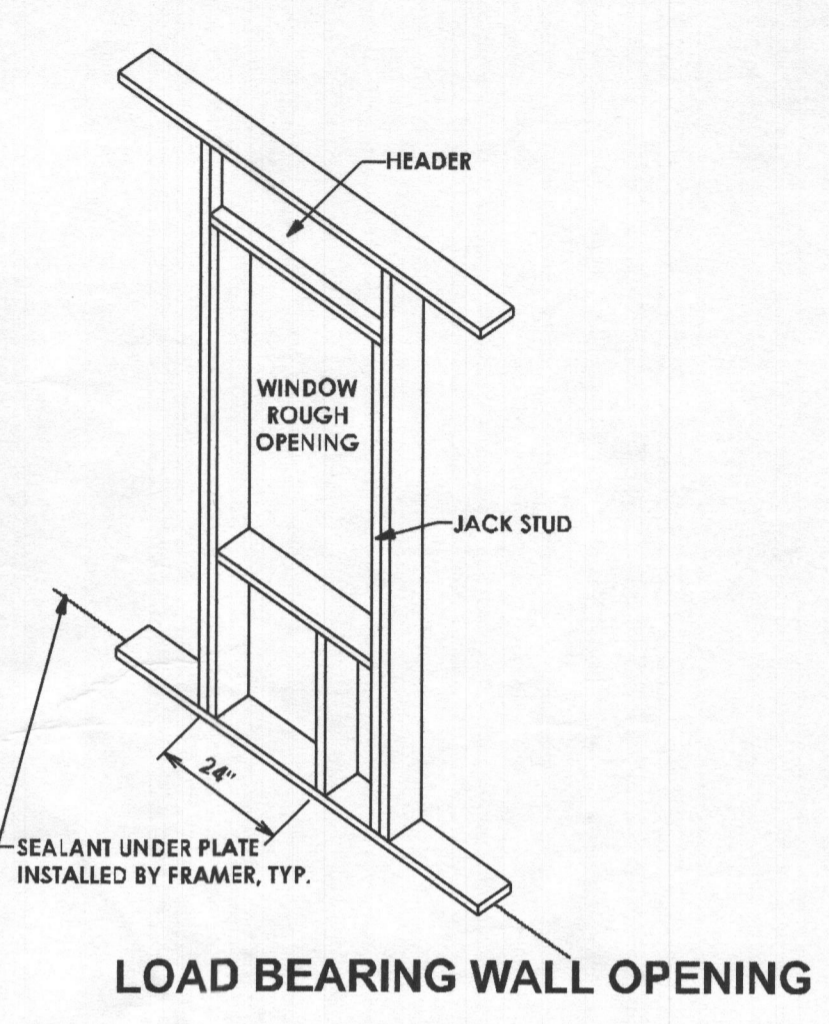 HEADER
WINDOW
ROUGH
OPENING
JACK STUD
24"
SEALANT UNDER PLATE
INSTALLED BY FRAMER, TYP.
LOAD BEARING WALL OPENING